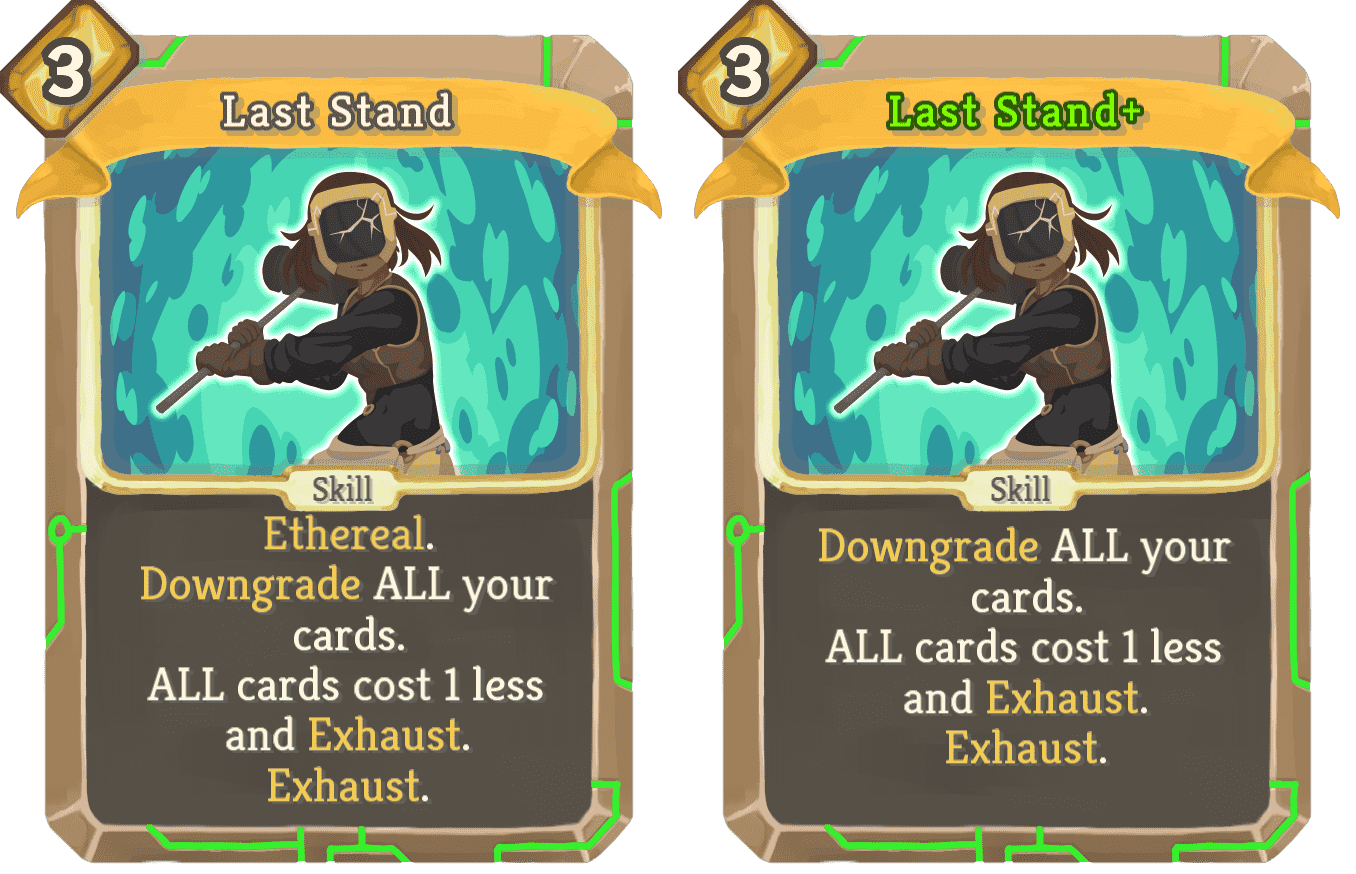 3
Last Stand
Skill
Ethereal.
Downgrade ALL your
cards.
ALL cards cost 1 less
and Exhaust.
Exhaust.
3
Last Stand+
Skill
Downgrade ALL your
cards.
ALL cards cost 1 less
and Exhaust.
Exhaust.